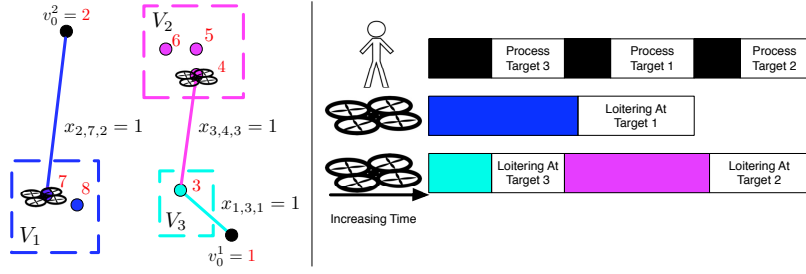 v_0^2 = 2
V_2
6
5
4
x_{2,7,2} = 1
x_{3,4,3} = 1
7
8
V_1
3
x_{1,3,1} = 1
V_3
v_0^1 = 1
Process
Target 3
Process
Target 1
Process
Target 2
Loitering At
Target 1
Loitering At
Target 3
Loitering At
Target 2
Increasing Time